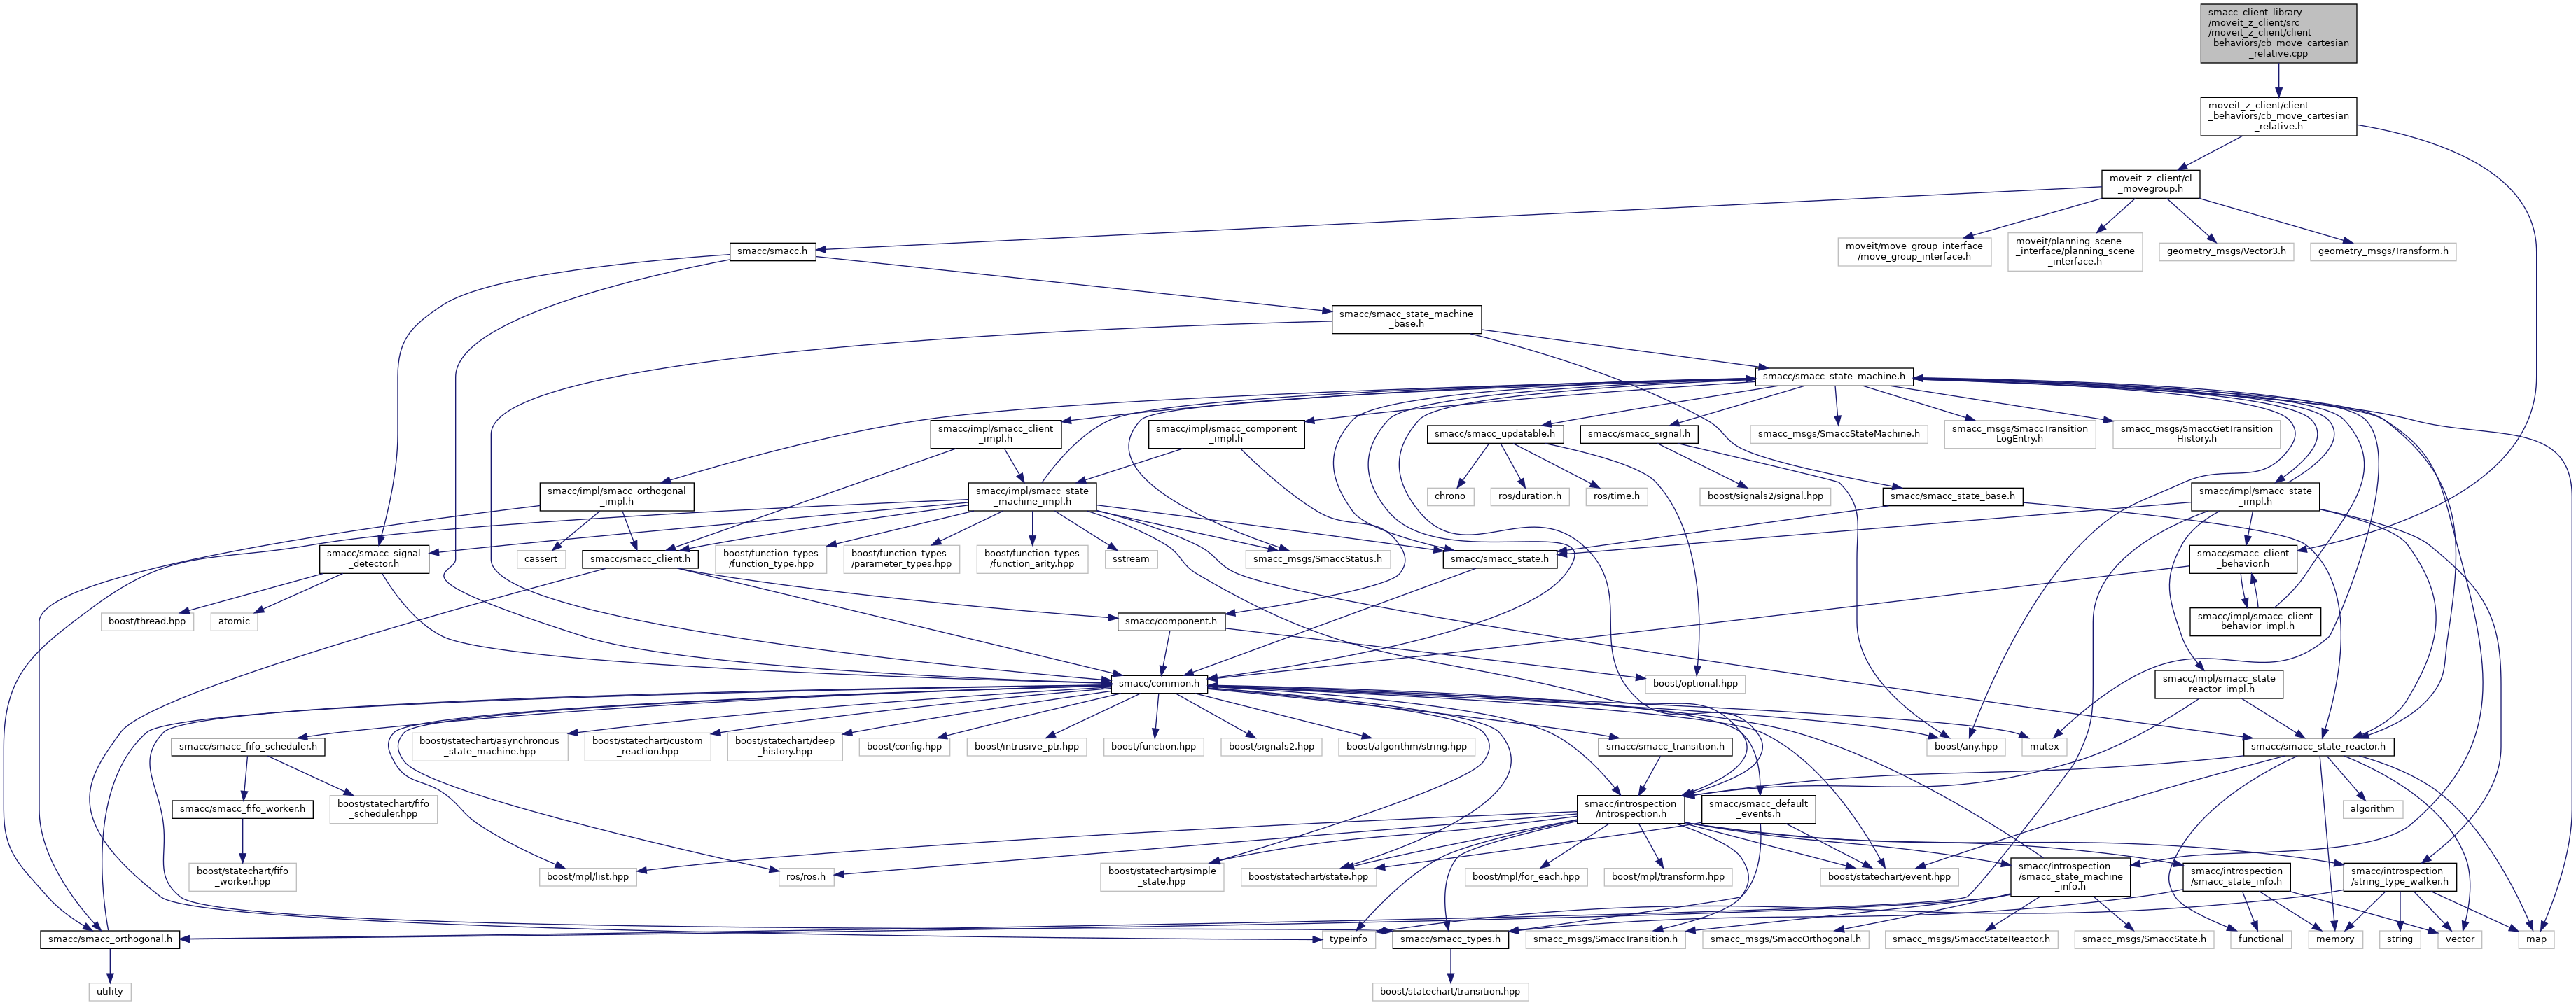 smacc_client_library
/moveit_z_client/src
/moveit_z_client/client
_behaviors/cb_move_cartesian
_relative.cpp
moveit_z_client/client
_behaviors/cb_move_cartesian
_relative.h
moveit_z_client/cl
_movegroup.h
smacc/smacc.h
moveit/move_group_interface
/move_group_interface.h
moveit/planning_scene
_interface/planning_scene
_interface.h
geometry_msgs/Vector3.h
geometry_msgs/Transform.h
smacc/smacc_state_machine
_base.h
smacc/smacc_state_machine.h
smacc/impl/smacc_client
_impl.h
smacc/impl/smacc_component
_impl.h
smacc/smacc_updatable.h
smacc/smacc_signal.h
smacc_msgs/SmaccStateMachine.h
smacc_msgs/SmaccTransition
LogEntry.h
smacc_msgs/SmaccGetTransition
History.h
smacc/impl/smacc_orthogonal
_impl.h
smacc/impl/smacc_state
_machine_impl.h
chrono
ros/duration.h
ros/time.h
boost/signals2/signal.hpp
smacc/smacc_state_base.h
smacc/impl/smacc_state
_impl.h
smacc/smacc_signal
_detector.h
cassert
smacc/smacc_client.h
boost/function_types
/function_type.hpp
boost/function_types
/parameter_types.hpp
boost/function_types
/function_arity.hpp
sstream
smacc_msgs/SmaccStatus.h
smacc/smacc_state.h
smacc/smacc_client
_behavior.h
boost/thread.hpp
atomic
smacc/component.h
smacc/impl/smacc_client
_behavior_impl.h
smacc/common.h
boost/optional.hpp
smacc/impl/smacc_state
_reactor_impl.h
smacc/smacc_fifo_scheduler.h
boost/statechart/asynchronous
_state_machine.hpp
boost/statechart/custom
_reaction.hpp
boost/statechart/deep
_history.hpp
boost/config.hpp
boost/intrusive_ptr.hpp
boost/function.hpp
boost/signals2.hpp
boost/algorithm/string.hpp
smacc/smacc_transition.h
boost/any.hpp
mutex
smacc/smacc_state_reactor.h
smacc/smacc_fifo_worker.h
boost/statechart/fifo
_scheduler.hpp
smacc/introspection
/introspection.h
smacc/smacc_default
_events.h
algorithm
boost/statechart/fifo
_worker.hpp
boost/mpl/list.hpp
ros/ros.h
boost/statechart/simple
_state.hpp
boost/statechart/state.hpp
boost/mpl/for_each.hpp
boost/mpl/transform.hpp
boost/statechart/event.hpp
smacc/introspection
/smacc_state_machine
_info.h
smacc/introspection
/smacc_state_info.h
smacc/introspection
/string_type_walker.h
smacc/smacc_orthogonal.h
typeinfo
smacc/smacc_types.h
smacc_msgs/SmaccTransition.h
smacc_msgs/SmaccOrthogonal.h
smacc_msgs/SmaccStateReactor.h
smacc_msgs/SmaccState.h
functional
memory
string
vector
map
utility
boost/statechart/transition.hpp